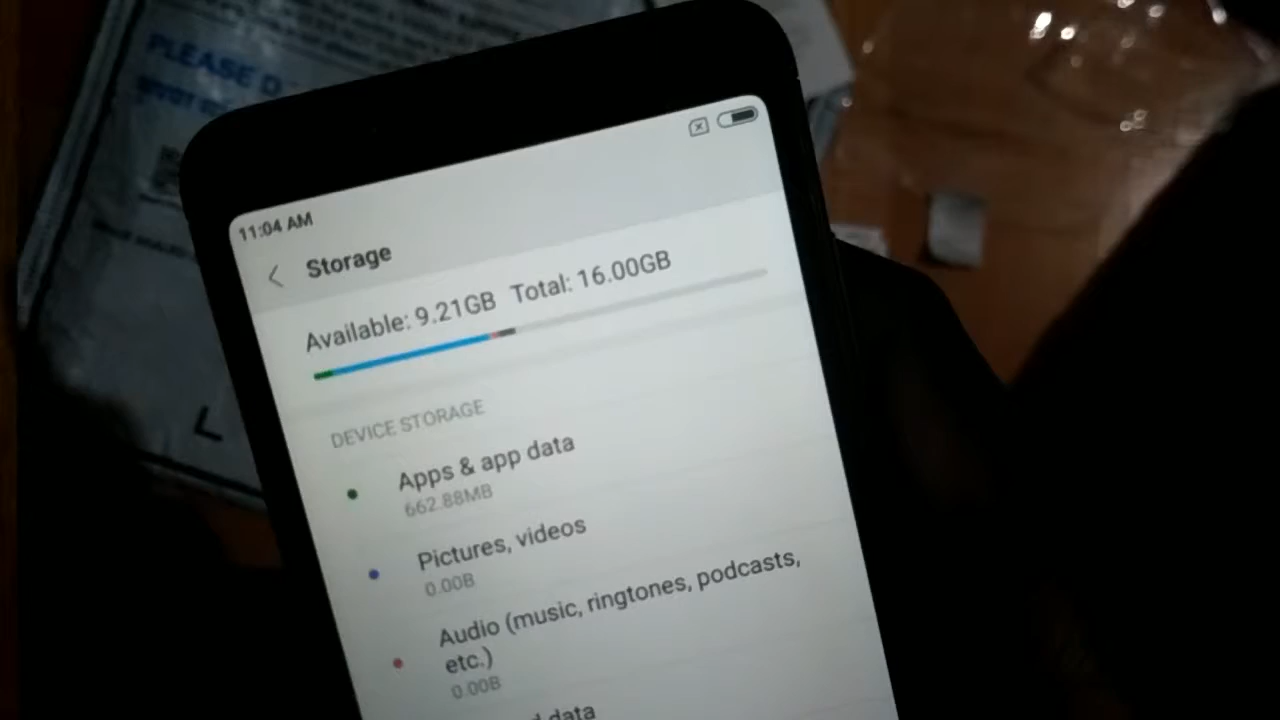 PLEASE D
11:04 AM
Storage
Available: 9.21GB Total: 16.00GB
DEVICE STORAGE
Apps & app data
662.88MB
Pictures, videos
0.00B
Audio (music, ringtones, podcasts,
etc.)
0.00B
d data